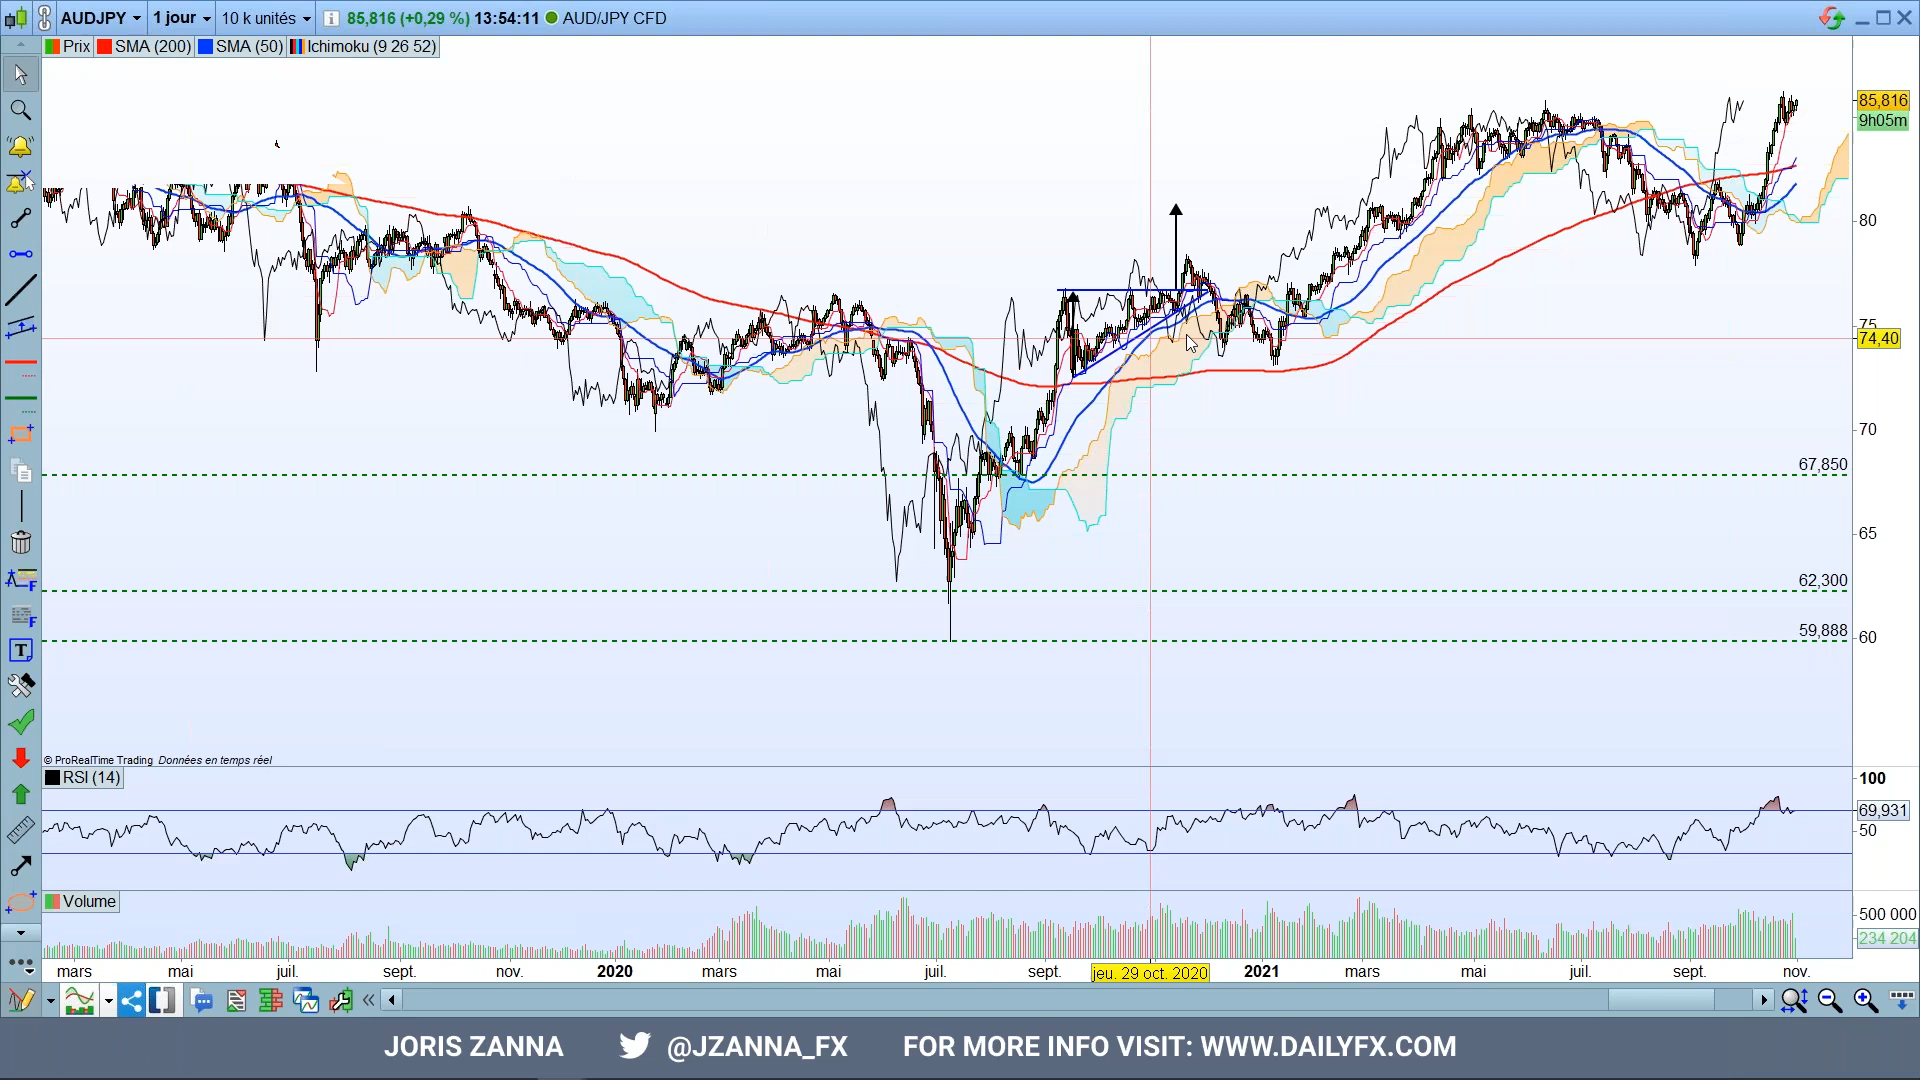 AUDJPY 1 jour 10 k unités 85,816 (+0,29 %) 13:54:11 AUD/JPY CFD
Prix SMA (200) SMA (50) Ichimoku (9 26 52)
85,816
9h05m
80
75
74,40
70
67,850
65
62,300
59,888
60
© ProRealTime Trading Données en temps réel
RSI (14)
100
69,931
50
Volume
500 000
234 204
mars mai juil. sept. nov. 2020 mars mai juil. sept. jeu. 29 oct. 2020 2021 mars mai juil. sept. nov.
JORIS ZANNA @JZANNA_FX FOR MORE INFO VISIT: WWW.DAILYFX.COM